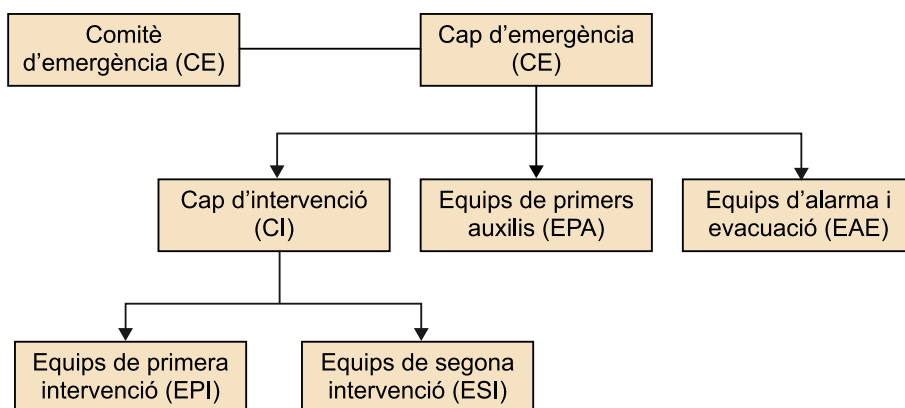 Comitè
d’emergència (CE)
Cap d’emergència
(CE)
Cap d’intervenció
(CI)
Equips de primers
auxilis (EPA)
Equips d’alarma i
evacuació (EAE)
Equips de primera
intervenció (EPI)
Equips de segona
intervenció (ESI)